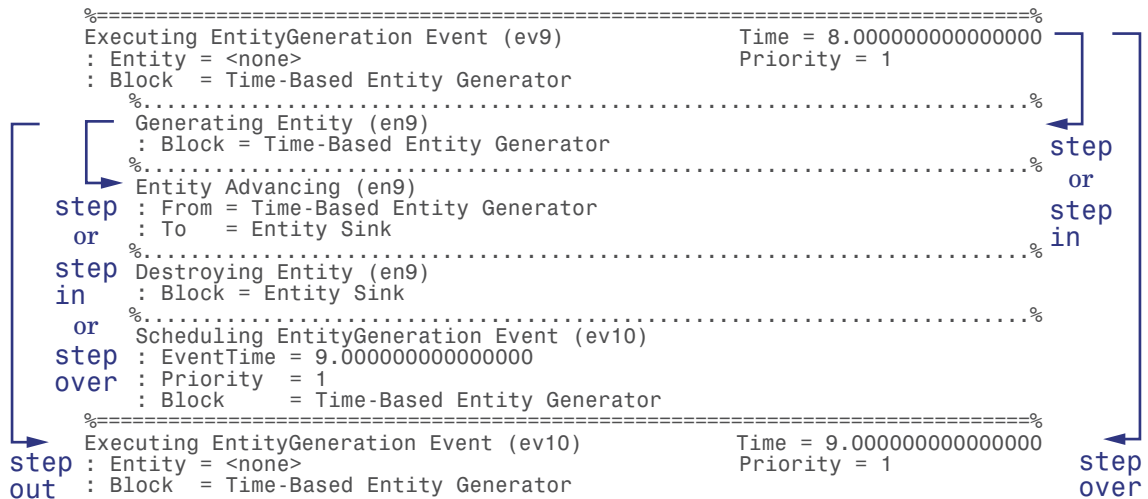 %==============================================================================%
Executing EntityGeneration Event (ev9) Time = 8.000000000000000
: Entity = <none> Priority = 1
: Block = Time-Based Entity Generator
%..........................................................................%
Generating Entity (en9)
: Block = Time-Based Entity Generator
%..........................................................................%
Entity Advancing (en9)
: From = Time-Based Entity Generator
: To = Entity Sink
%..........................................................................%
Destroying Entity (en9)
: Block = Entity Sink
%..........................................................................%
Scheduling EntityGeneration Event (ev10)
: EventTime = 9.000000000000000
: Priority = 1
: Block = Time-Based Entity Generator
%==============================================================================%
Executing EntityGeneration Event (ev10) Time = 9.000000000000000
: Entity = <none> Priority = 1
: Block = Time-Based Entity Generator
step
or
step
in
or
step
over
step
out
step
or
step
in
step
over